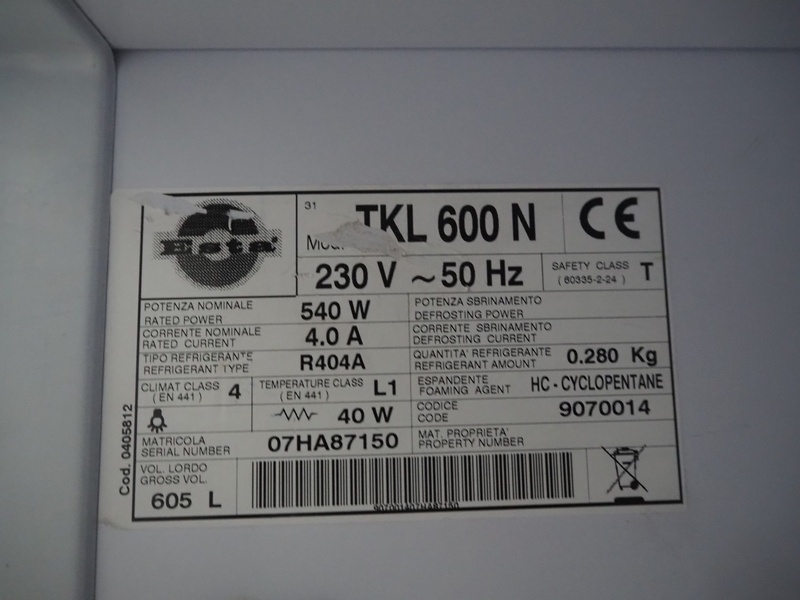 Esta'
31
TKL 600 N
CE
230 V ~ 50 Hz
SAFETY CLASS T
( 60335-2-24 )
POTENZA NOMINALE
RATED POWER
540 W
POTENZA SBRINAMENTO
DEFROSTING POWER
CORRENTE NOMINALE
RATED CURRENT
4.0 A
CORRENTE SBRINAMENTO
DEFROSTING CURRENT
TIPO REFRIGERANTE
REFRIGERANT TYPE
R404A
QUANTITA' REFRIGERANTE
REFRIGERANT AMOUNT
0.280 Kg
CLIMAT CLASS
( EN 441 )
4
TEMPERATURE CLASS
( EN 441 )
L1
ESPANDENTE
FOAMING AGENT
HC - CYCLOPENTANE
40 W
CODICE
CODE
9070014
MATRICOLA
SERIAL NUMBER
07HA87150
MAT. PROPRIETA'
PROPERTY NUMBER
VOL. LORDO
GROSS VOL.
605 L
907001407HA87150
Cod. 0405812